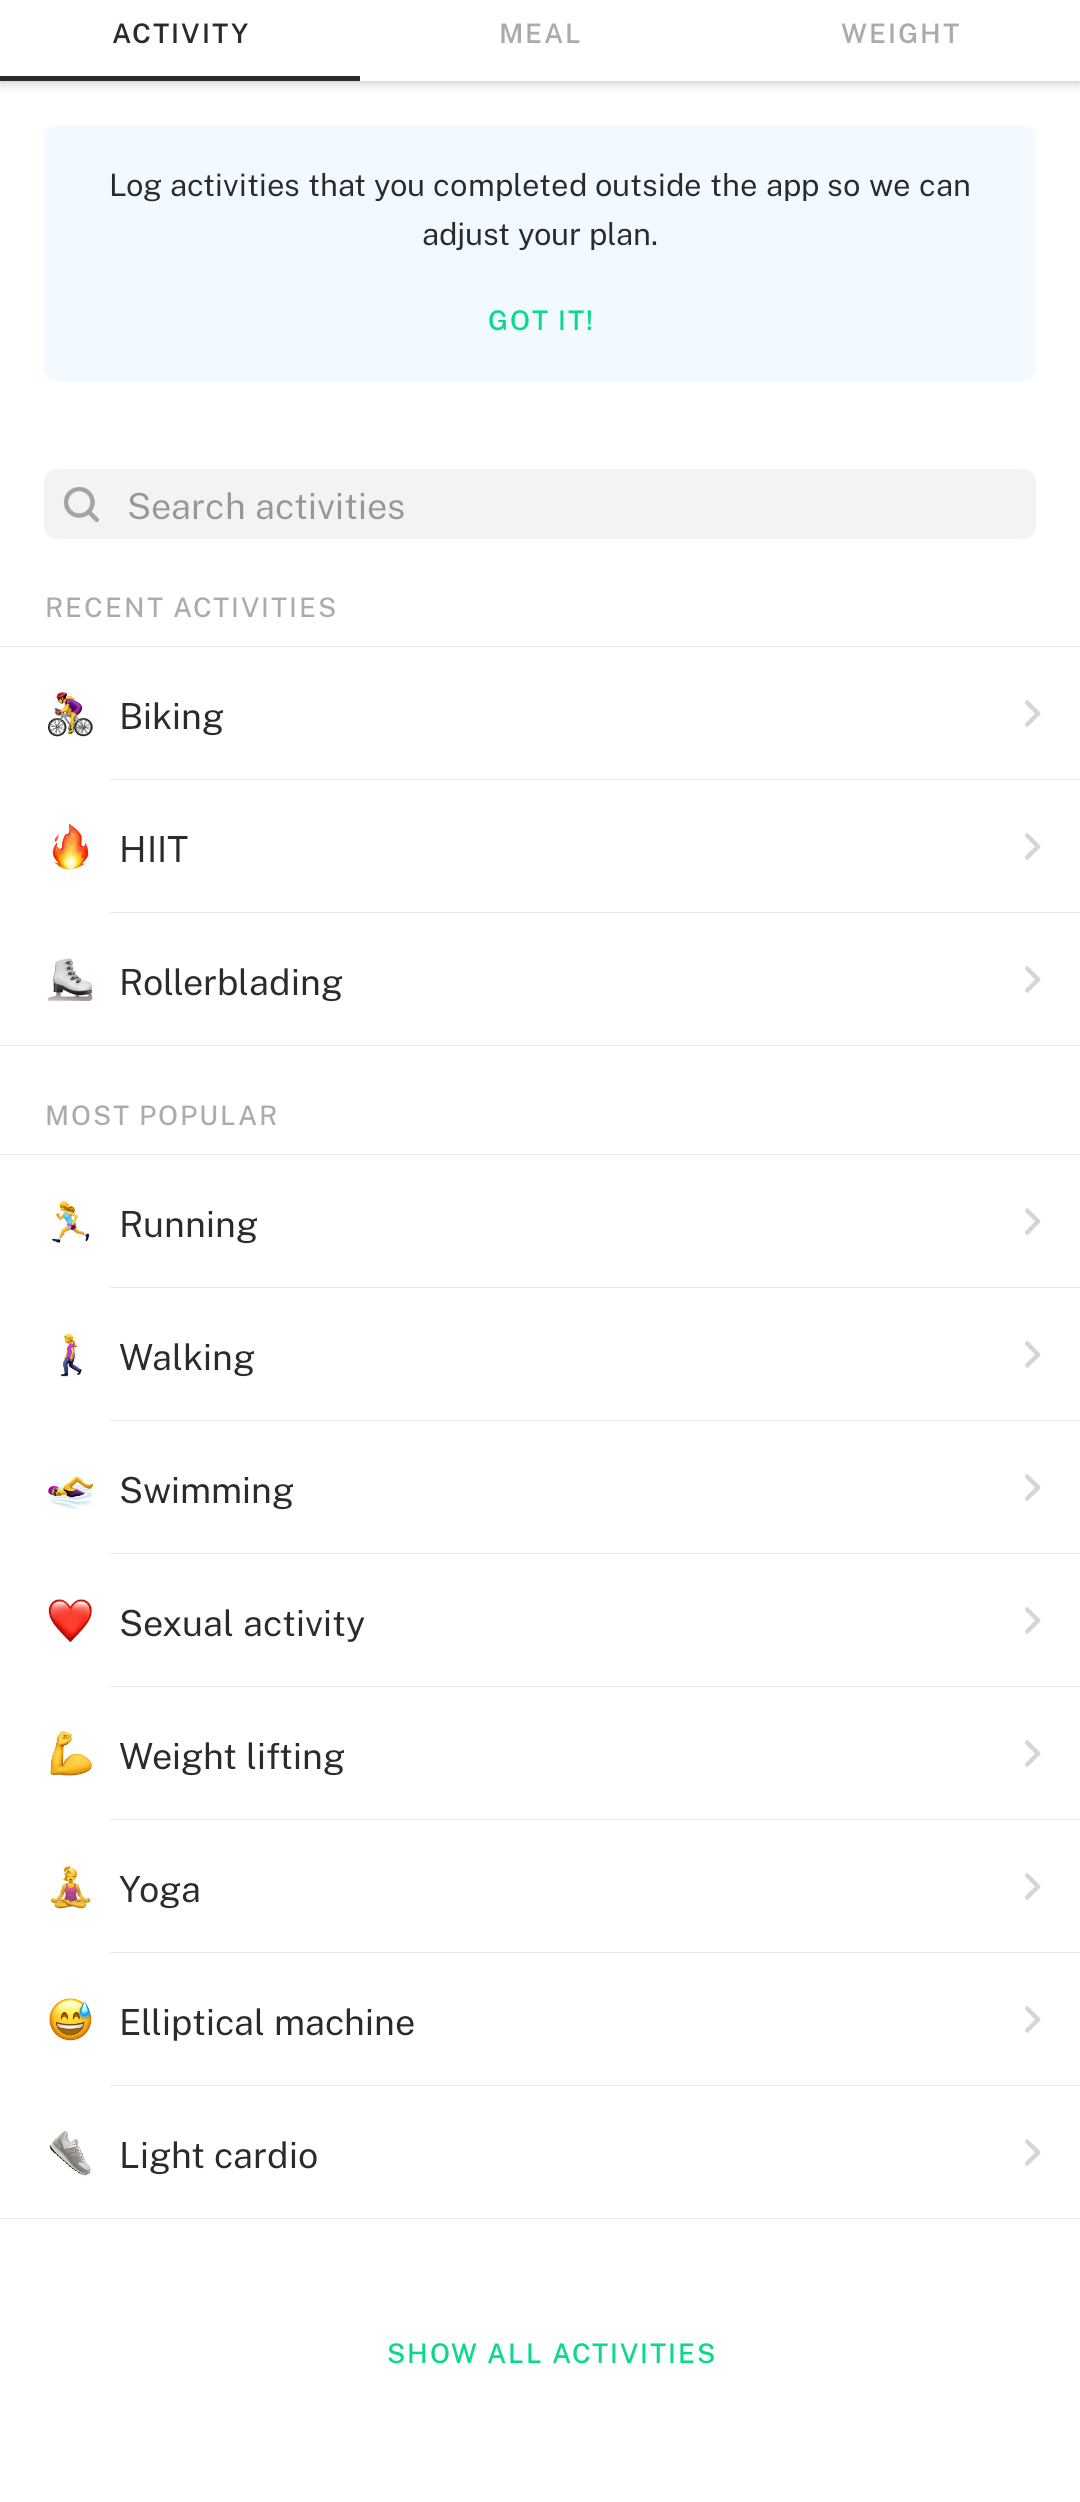 ACTIVITY MEAL WEIGHT
Log activities that you completed outside the app so we can
adjust your plan.
GOT IT!
Search activities
RECENT ACTIVITIES
Biking
HIIT
Rollerblading
MOST POPULAR
Running
Walking
Swimming
Sexual activity
Weight lifting
Yoga
Elliptical machine
Light cardio
SHOW ALL ACTIVITIES